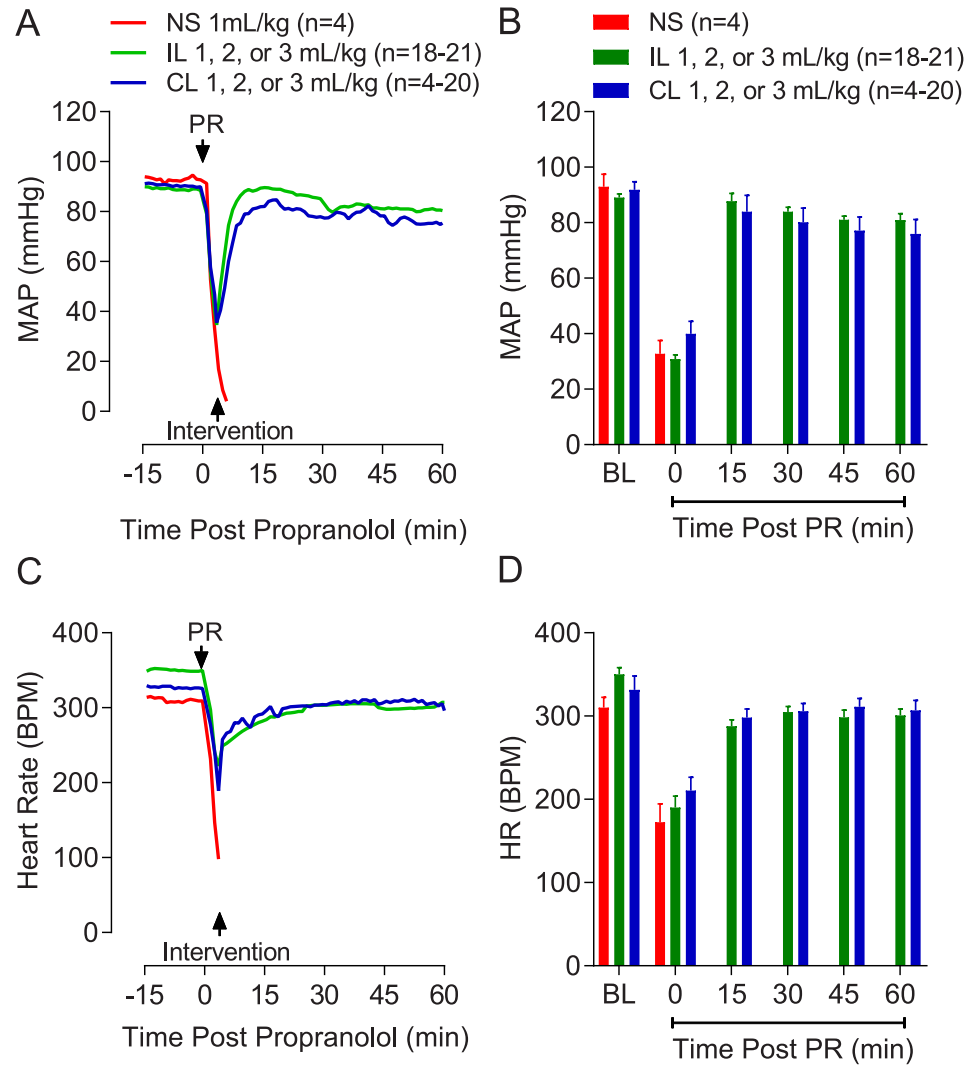 A
NS 1mL/kg (n=4)
IL 1, 2, or 3 mL/kg (n=18-21)
CL 1, 2, or 3 mL/kg (n=4-20)
120
100
80
60
40
20
0
MAP (mmHg)
PR
Intervention
-15 0 15 30 45 60
Time Post Propranolol (min)
B
NS (n=4)
IL 1, 2, or 3 mL/kg (n=18-21)
CL 1, 2, or 3 mL/kg (n=4-20)
120
100
80
60
40
20
0
MAP (mmHg)
BL 0 15 30 45 60
Time Post PR (min)
C
400
300
200
100
0
Heart Rate (BPM)
PR
Intervention
-15 0 15 30 45 60
Time Post Propranolol (min)
D
400
300
200
100
0
HR (BPM)
BL 0 15 30 45 60
Time Post PR (min)